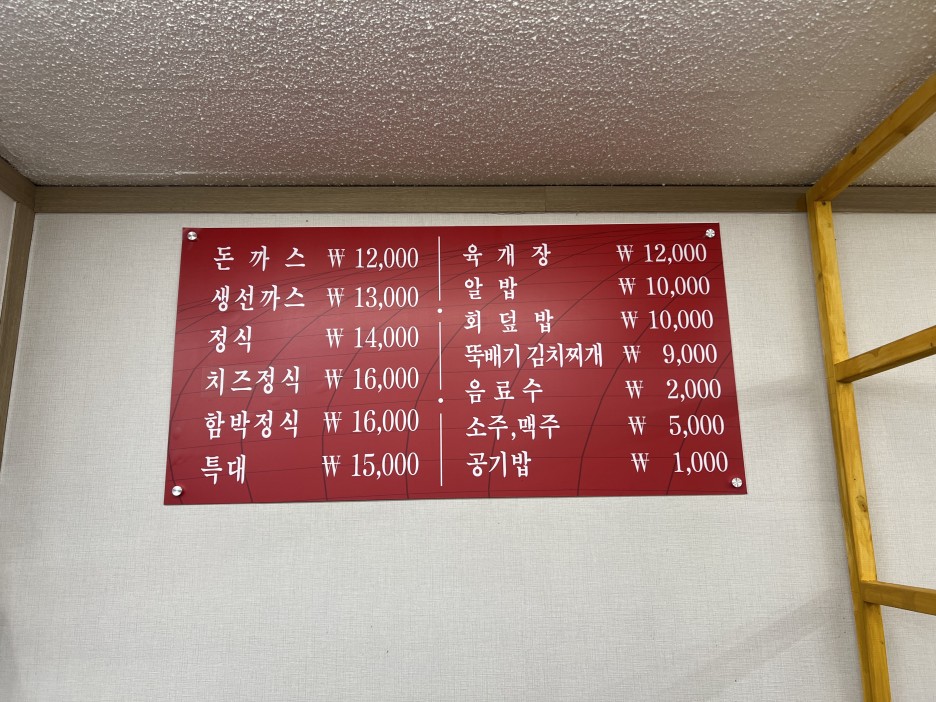 돈 까 스 ₩ 12,000
생선까스 ₩ 13,000
정식 ₩ 14,000
치즈정식 ₩ 16,000
함박정식 ₩ 16,000
특대 ₩ 15,000
육 개 장 ₩ 12,000
알 밥 ₩ 10,000
회 덮 밥 ₩ 10,000
뚝배기 김치찌개 ₩ 9,000
음 료 수 ₩ 2,000
소주,맥주 ₩ 5,000
공기밥 ₩ 1,000